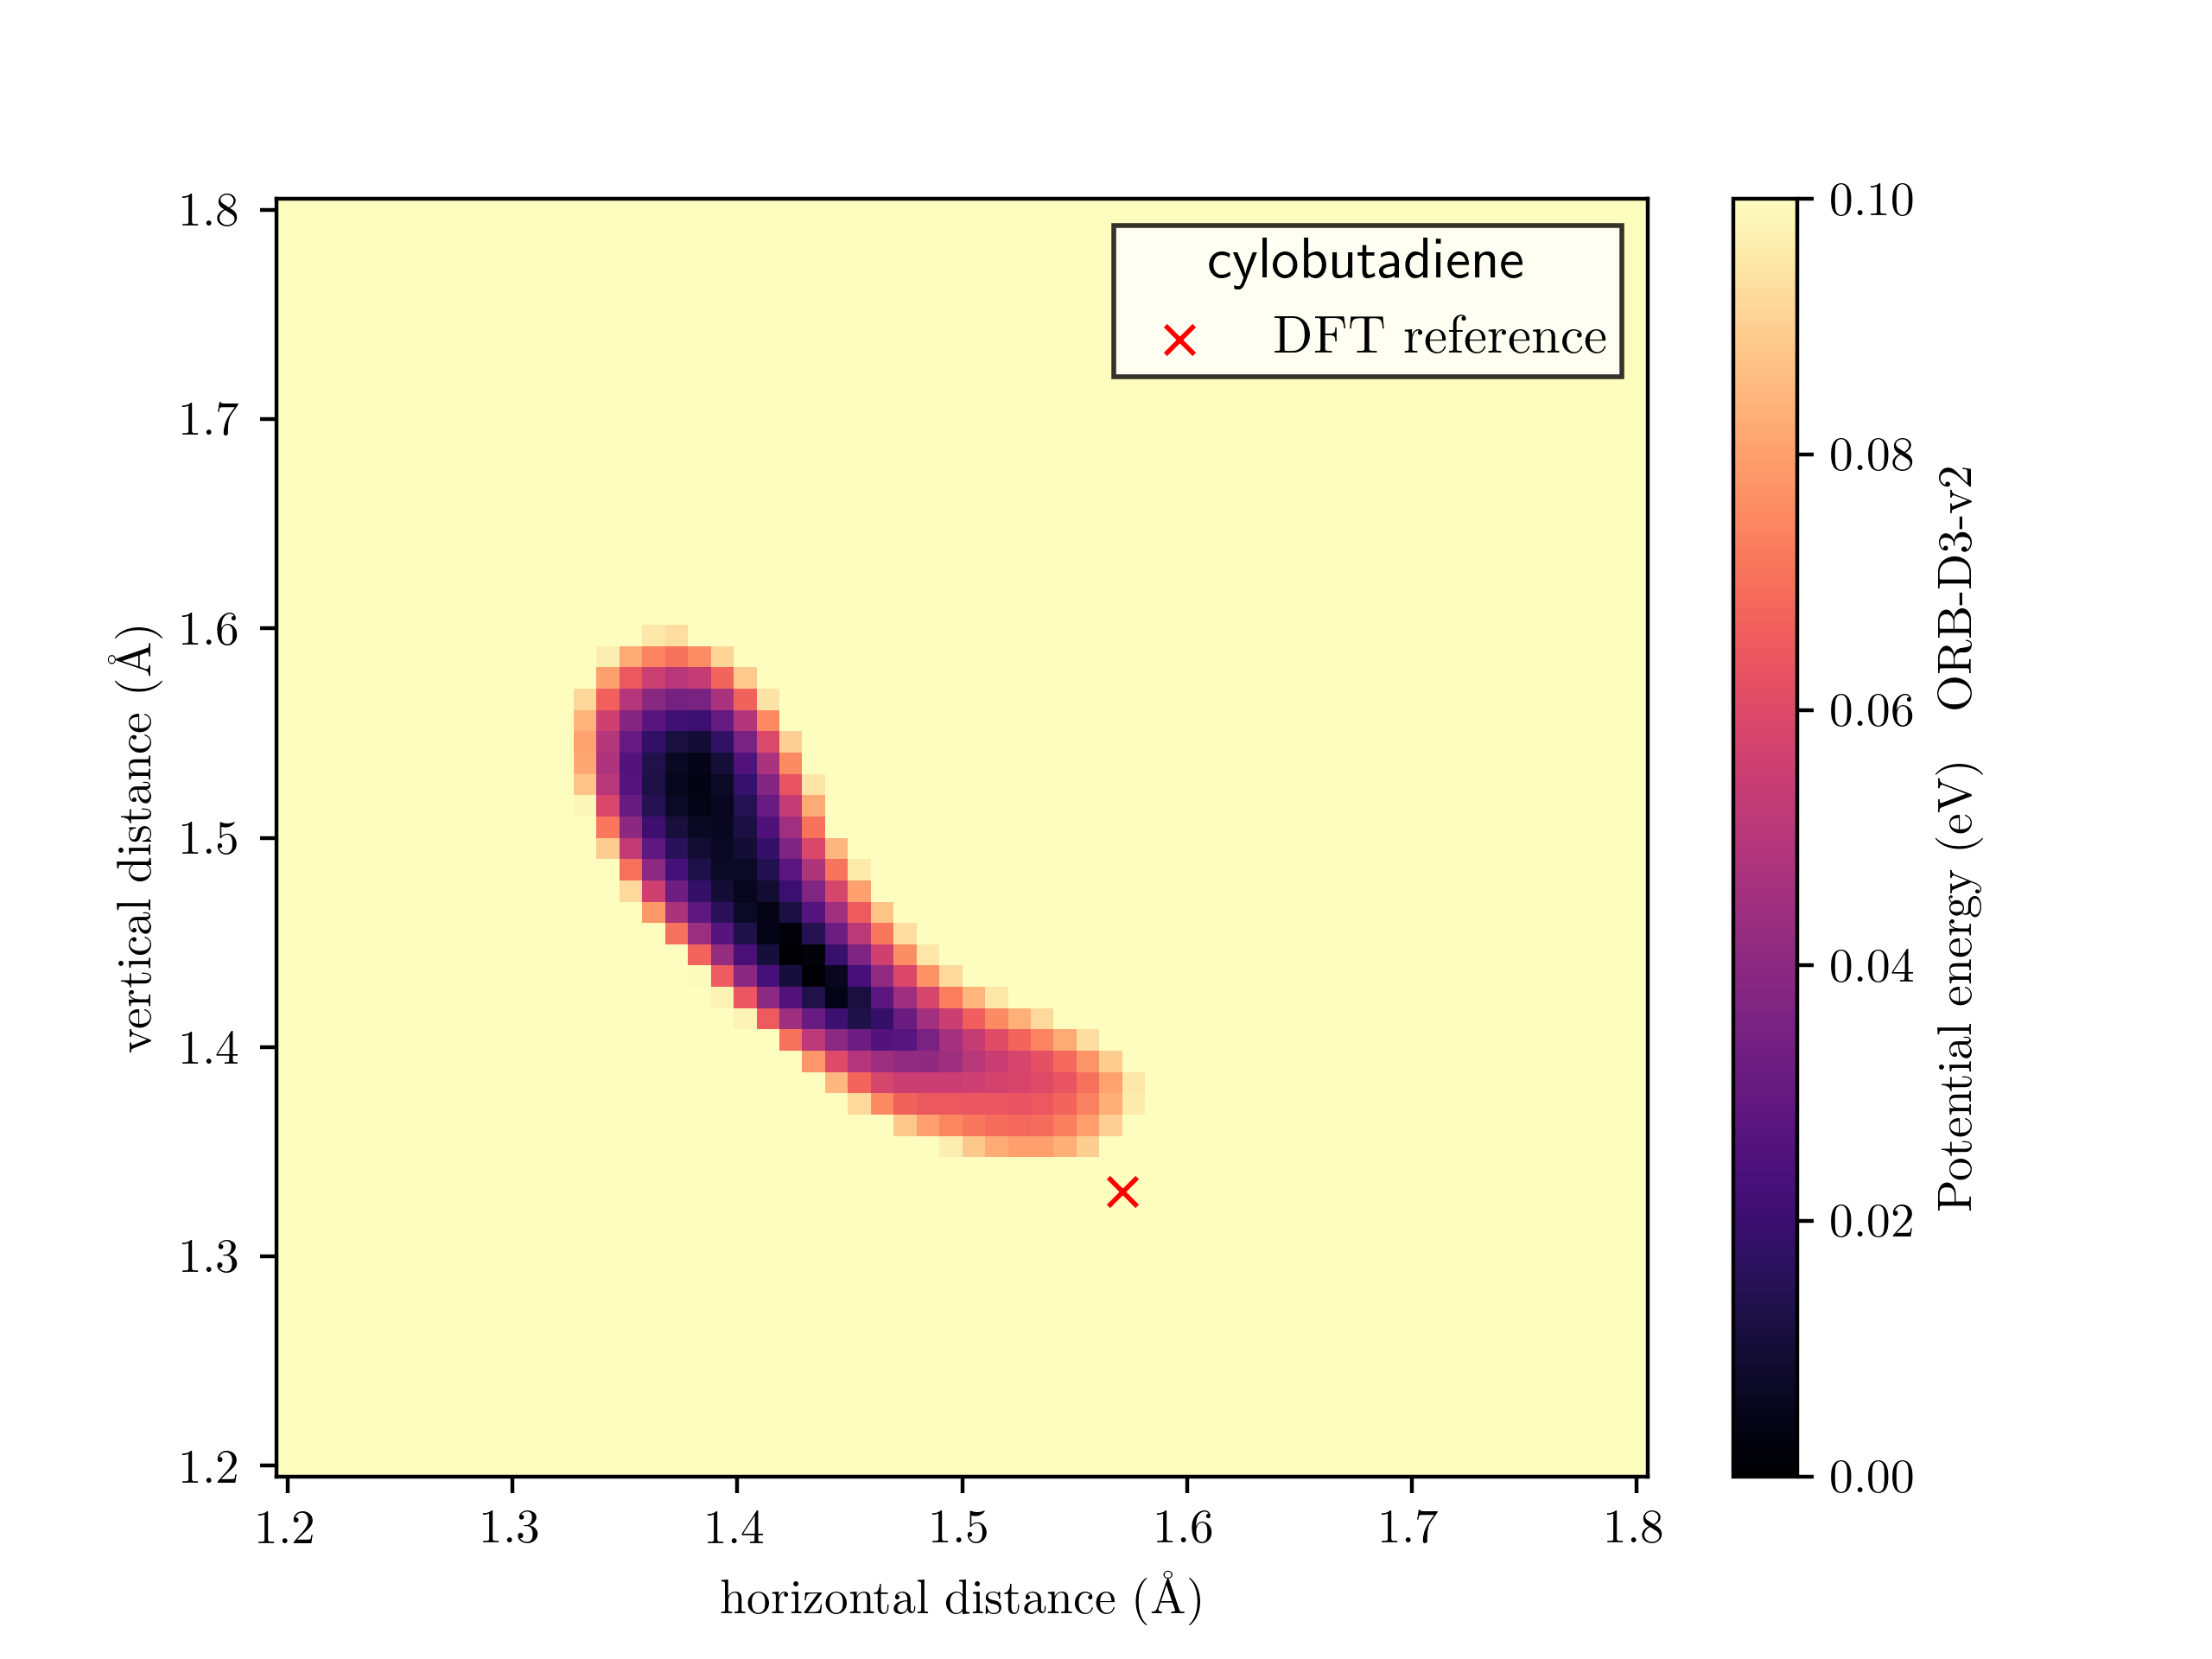 cylobutadiene
DFT reference
1.8
1.7
1.6
1.5
1.4
1.3
1.2
vertical distance (Å)
1.2 1.3 1.4 1.5 1.6 1.7 1.8
horizontal distance (Å)
0.10
0.08
0.06
0.04
0.02
0.00
Potential energy (eV) ORB-D3-v2